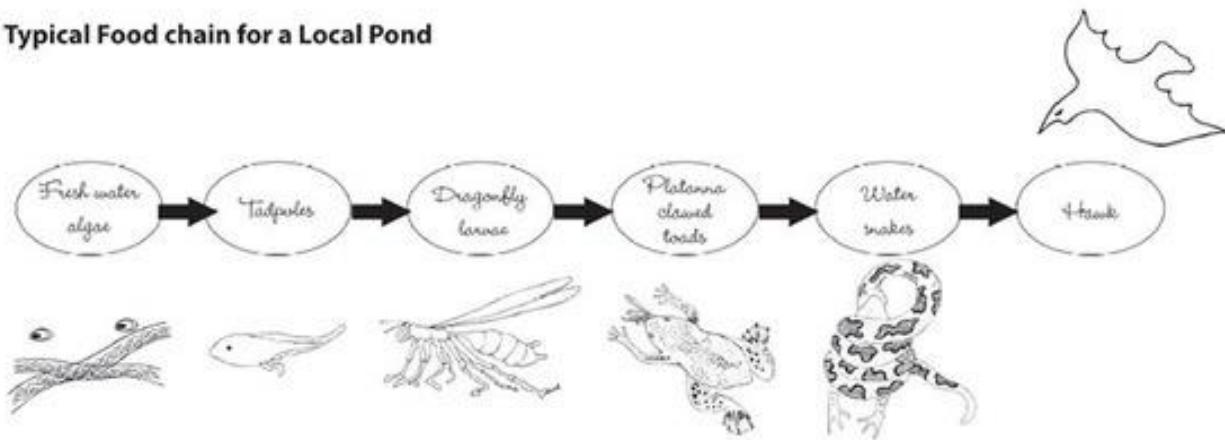 Typical Food chain for a Local Pond
Fresh water
algae
Tadpoles
Dragonfly
larvae
Platanna
clawed
toads
Water
snakes
Hawk